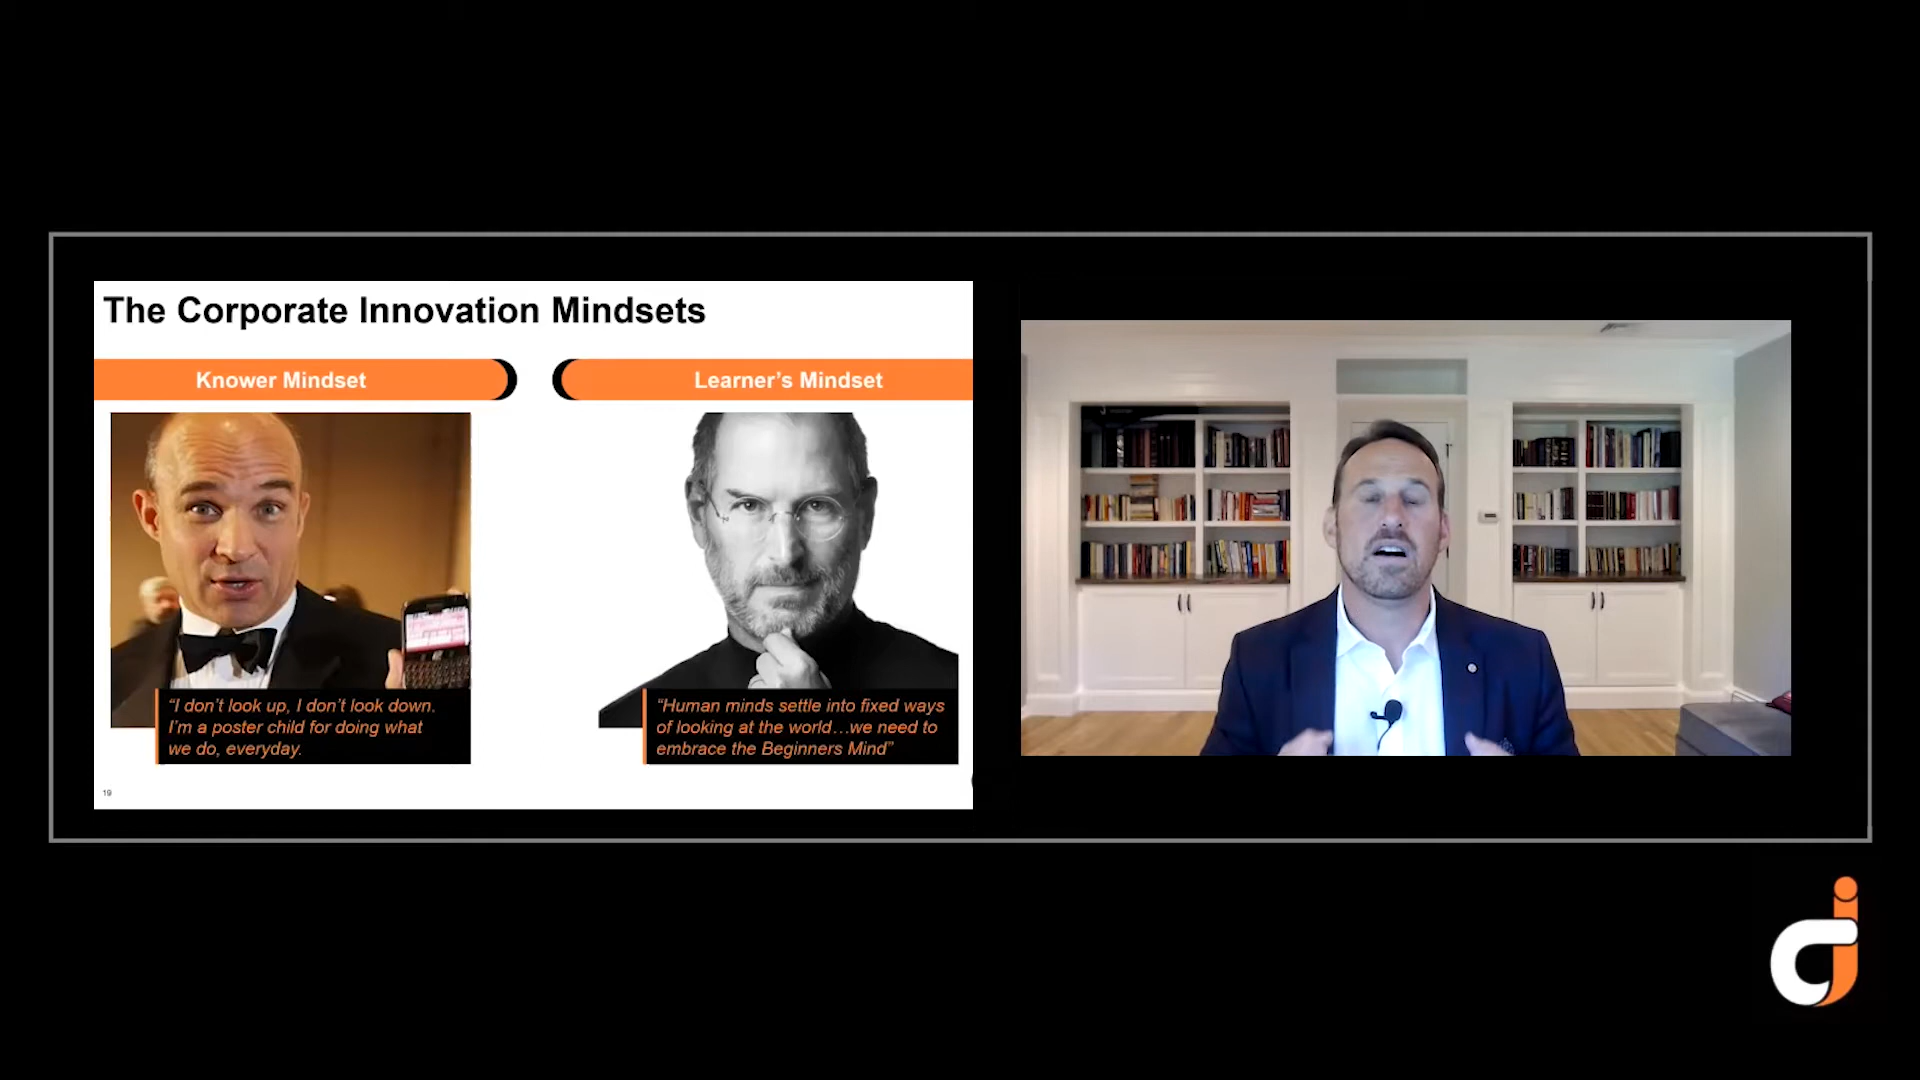 The Corporate Innovation Mindsets
Knower Mindset
Learner’s Mindset
“I don’t look up, I don’t look down.
I’m a poster child for doing what
we do, everyday.
“Human minds settle into fixed ways
of looking at the world…we need to
embrace the Beginners Mind”
19